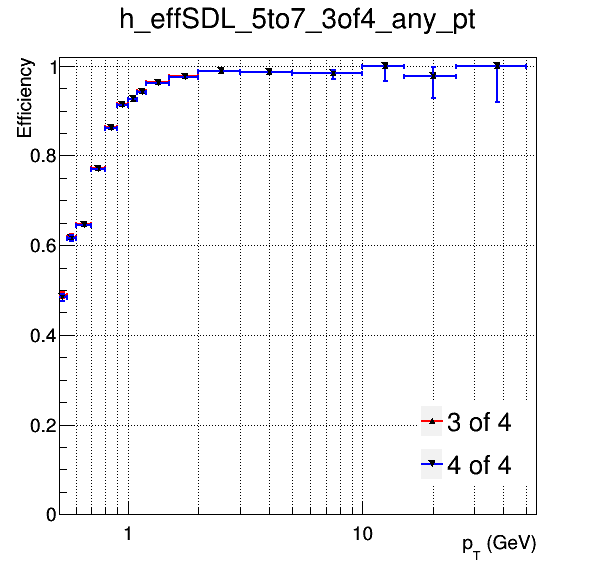 h_effSDL_5to7_3of4_any_pt
Efficiency
1
0.8
0.6
0.4
0.2
0
3 of 4
4 of 4
1
10
p_T (GeV)